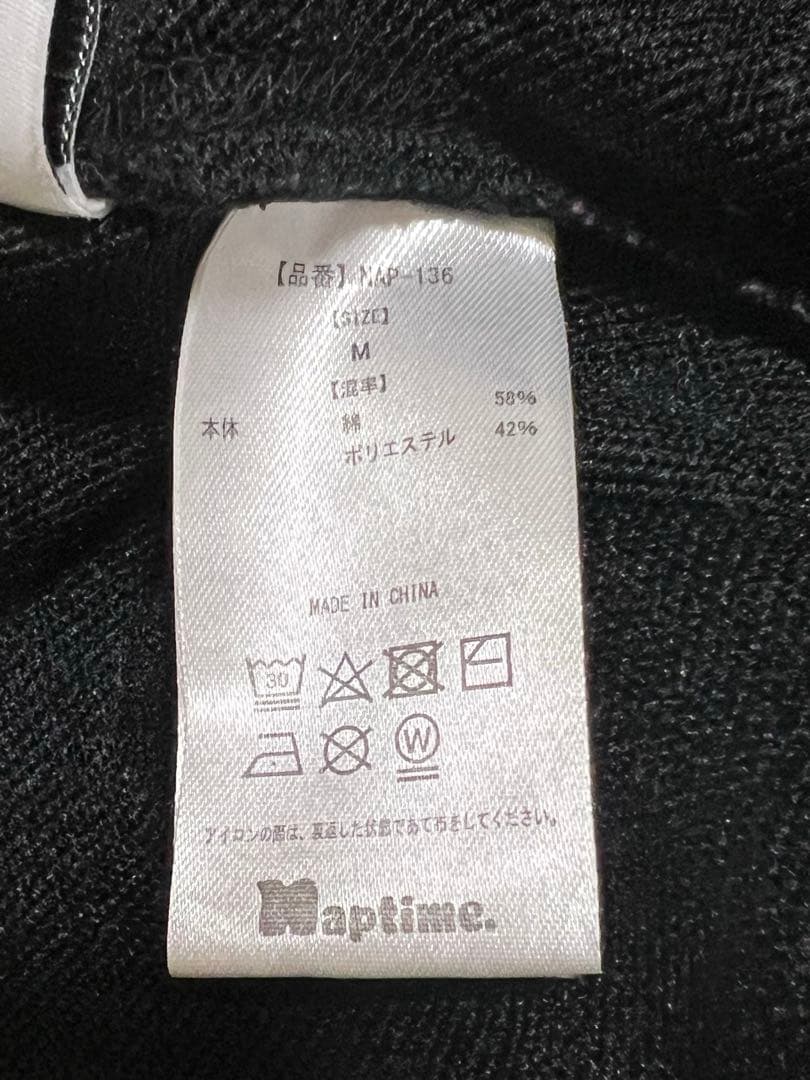 【品番】NAP-136
【SIZE】
M
【混率】
本体 綿 58%
ポリエステル 42%
MADE IN CHINA
30
W
アイロンの際は、裏返した状態であて布をしてください。
Naptime.